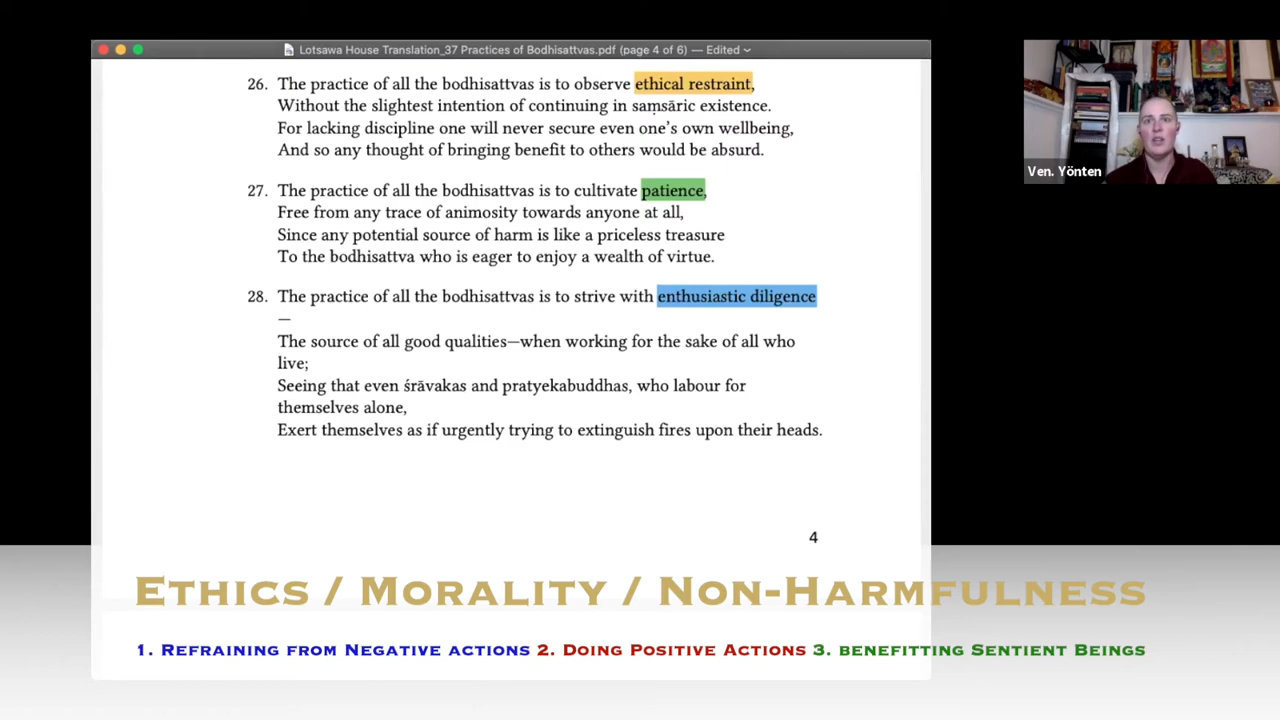 Lotsawa House Translation_37 Practices of Bodhisattvas.pdf (page 4 of 6) — Edited
26. The practice of all the bodhisattvas is to observe ethical restraint,
Without the slightest intention of continuing in saṃsāric existence.
For lacking discipline one will never secure even one's own wellbeing,
And so any thought of bringing benefit to others would be absurd.
27. The practice of all the bodhisattvas is to cultivate patience,
Free from any trace of animosity towards anyone at all,
Since any potential source of harm is like a priceless treasure
To the bodhisattva who is eager to enjoy a wealth of virtue.
28. The practice of all the bodhisattvas is to strive with enthusiastic diligence
—
The source of all good qualities—when working for the sake of all who
live;
Seeing that even śrāvakas and pratyekabuddhas, who labour for
themselves alone,
Exert themselves as if urgently trying to extinguish fires upon their heads.
4
Ven. Yönten
Ethics / Morality / Non-Harmfulness
1. Refraining from Negative actions 2. Doing Positive Actions 3. benefitting Sentient Beings